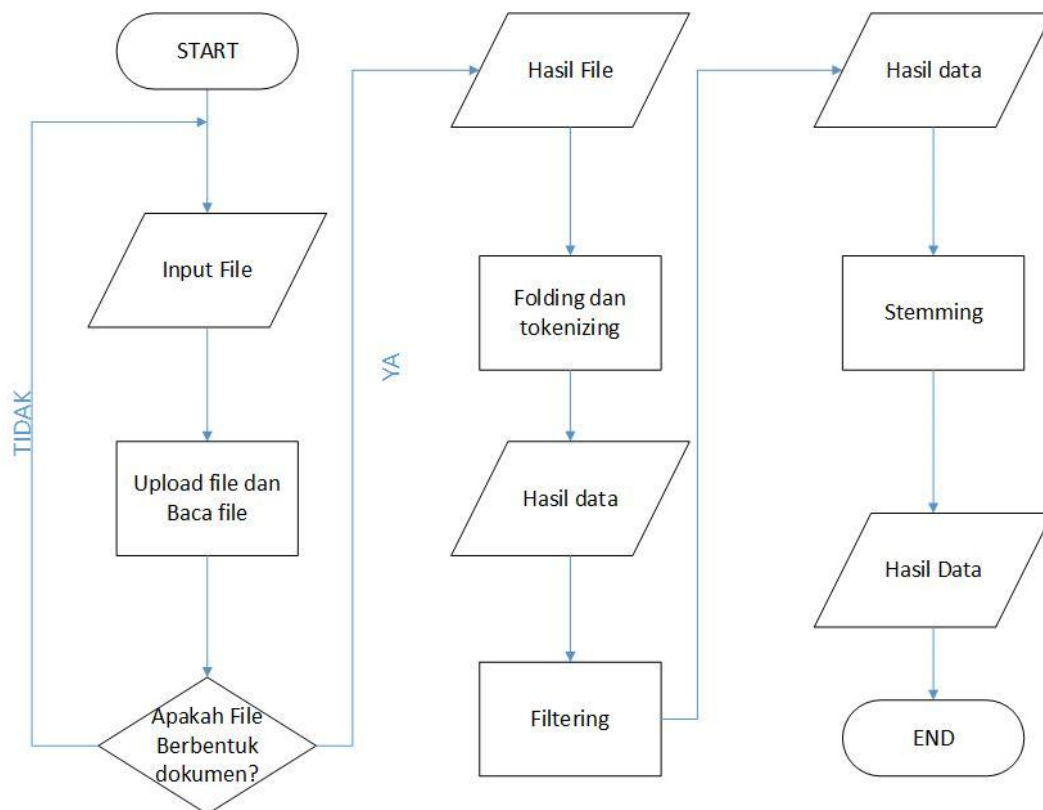 START
Input File
Upload file dan
Baca file
Apakah File
Berbentuk
dokumen?
TIDAK
YA
Hasil File
Folding dan
tokenizing
Hasil data
Filtering
Hasil data
Stemming
Hasil Data
END